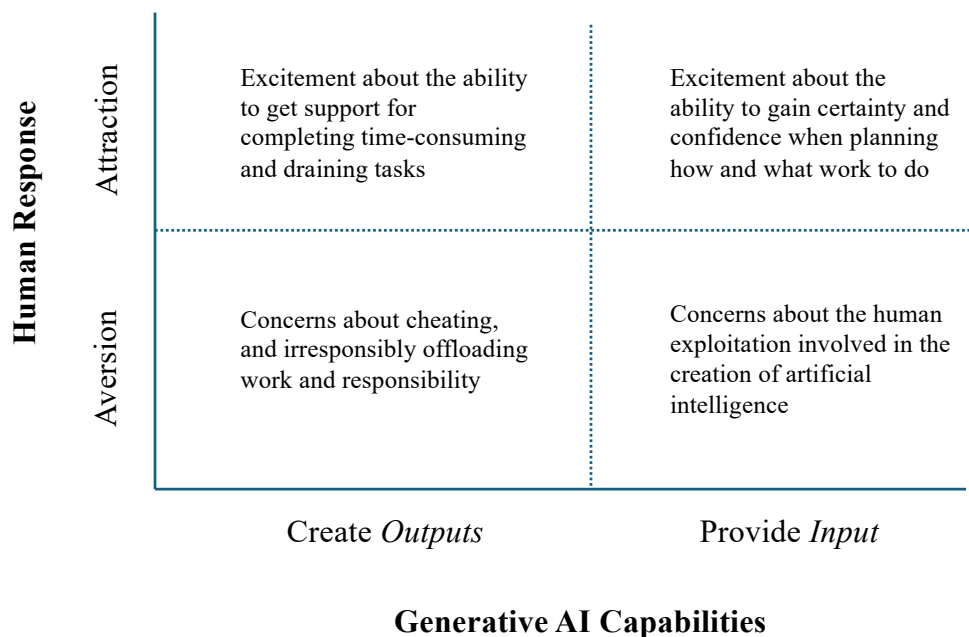 Human Response
Attraction
Excitement about the ability
to get support for
completing time-consuming
and draining tasks
Excitement about the
ability to gain certainty and
confidence when planning
how and what work to do
Aversion
Concerns about cheating,
and irresponsibly offloading
work and responsibility
Concerns about the human
exploitation involved in the
creation of artificial
intelligence
Create Outputs
Provide Input
Generative AI Capabilities